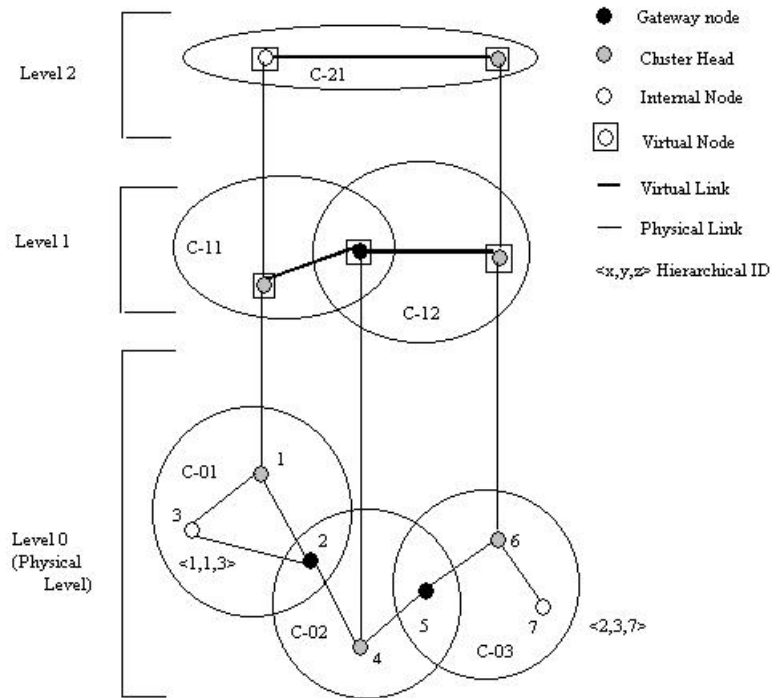 Level 2
C-21
Gateway node
Cluster Head
Internal Node
Virtual Node
Virtual Link
Physical Link
<x,y,z> Hierarchical ID
Level 1
C-11
C-12
Level 0
(Physical
Level)
C-01
1
3
2
<1,1,3>
C-02
4
5
6
7
C-03
<2,3,7>